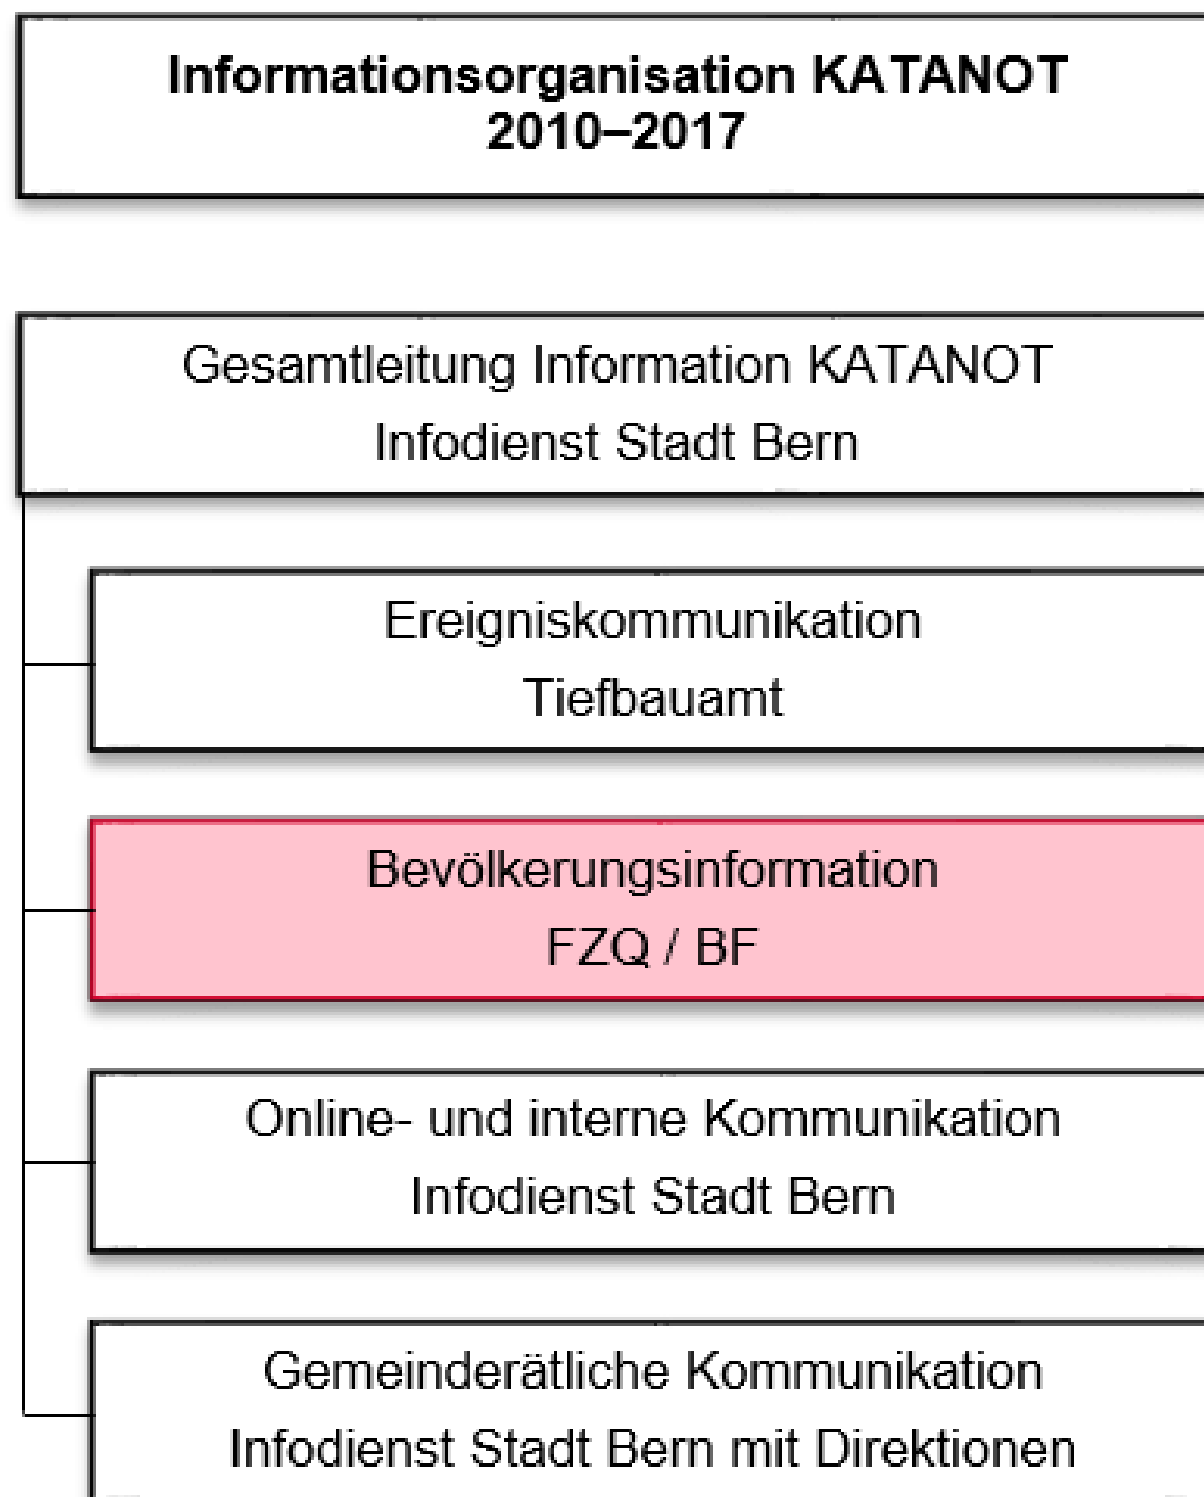 Informationsorganisation KATANOT
2010–2017
Gesamtleitung Information KATANOT
Infodienst Stadt Bern
Ereigniskommunikation
Tiefbauamt
Bevölkerungsinformation
FZQ / BF
Online- und interne Kommunikation
Infodienst Stadt Bern
Gemeinderätliche Kommunikation
Infodienst Stadt Bern mit Direktionen